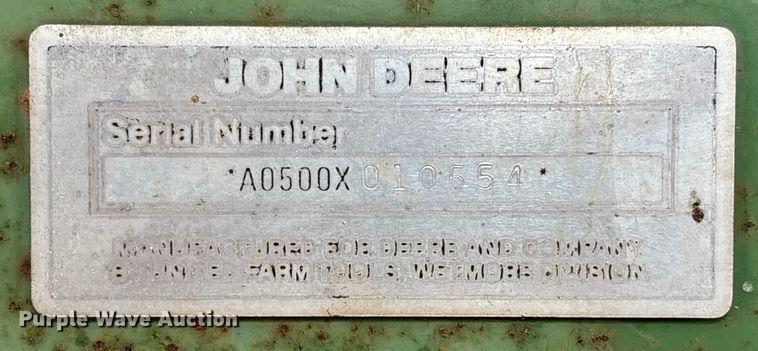 JOHN DEERE
Serial Number
*A0500X010554*
MANUFACTURED FOR DEERE AND COMPANY
BY UNITED FARM TOOLS, WETMORE DIVISION
Purple Wave Auction